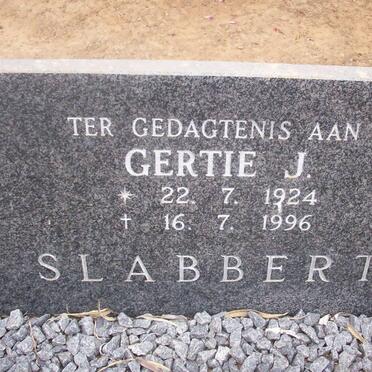 TER GEDAGTENIS AAN
GERTIE J.
* 22. 7. 1924
† 16. 7. 1996
SLABBERT